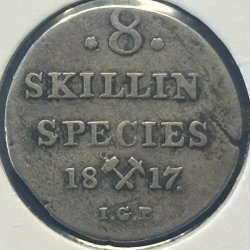 ·8·
SKILLIN
SPECIES
18 17.
I.G.P